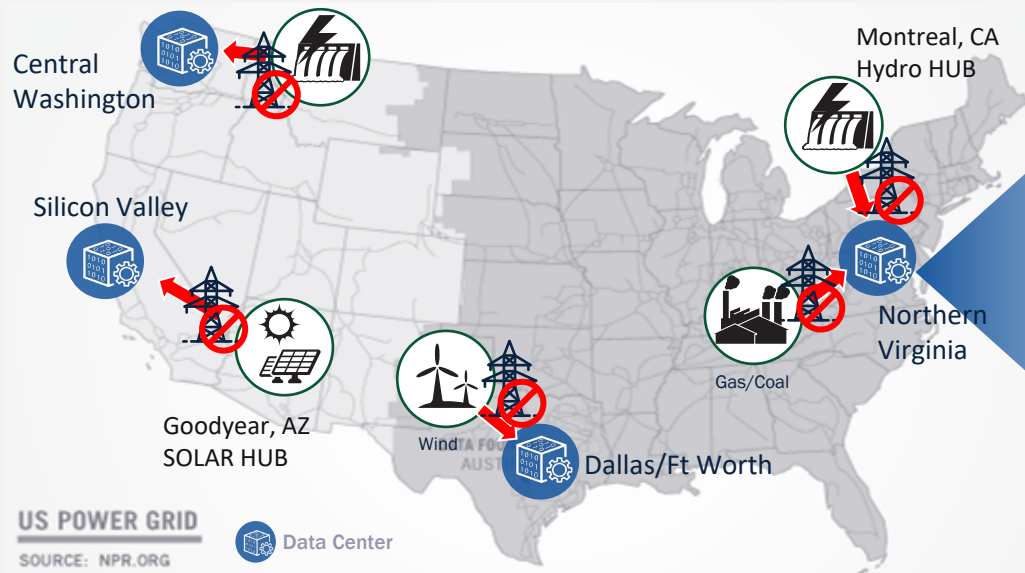 Central
Washington
Montreal, CA
Hydro HUB
Silicon Valley
Northern
Virginia
Gas/Coal
Goodyear, AZ
SOLAR HUB
Wind
AUST
Dallas/Ft Worth
US POWER GRID
SOURCE: NPR.ORG
Data Center